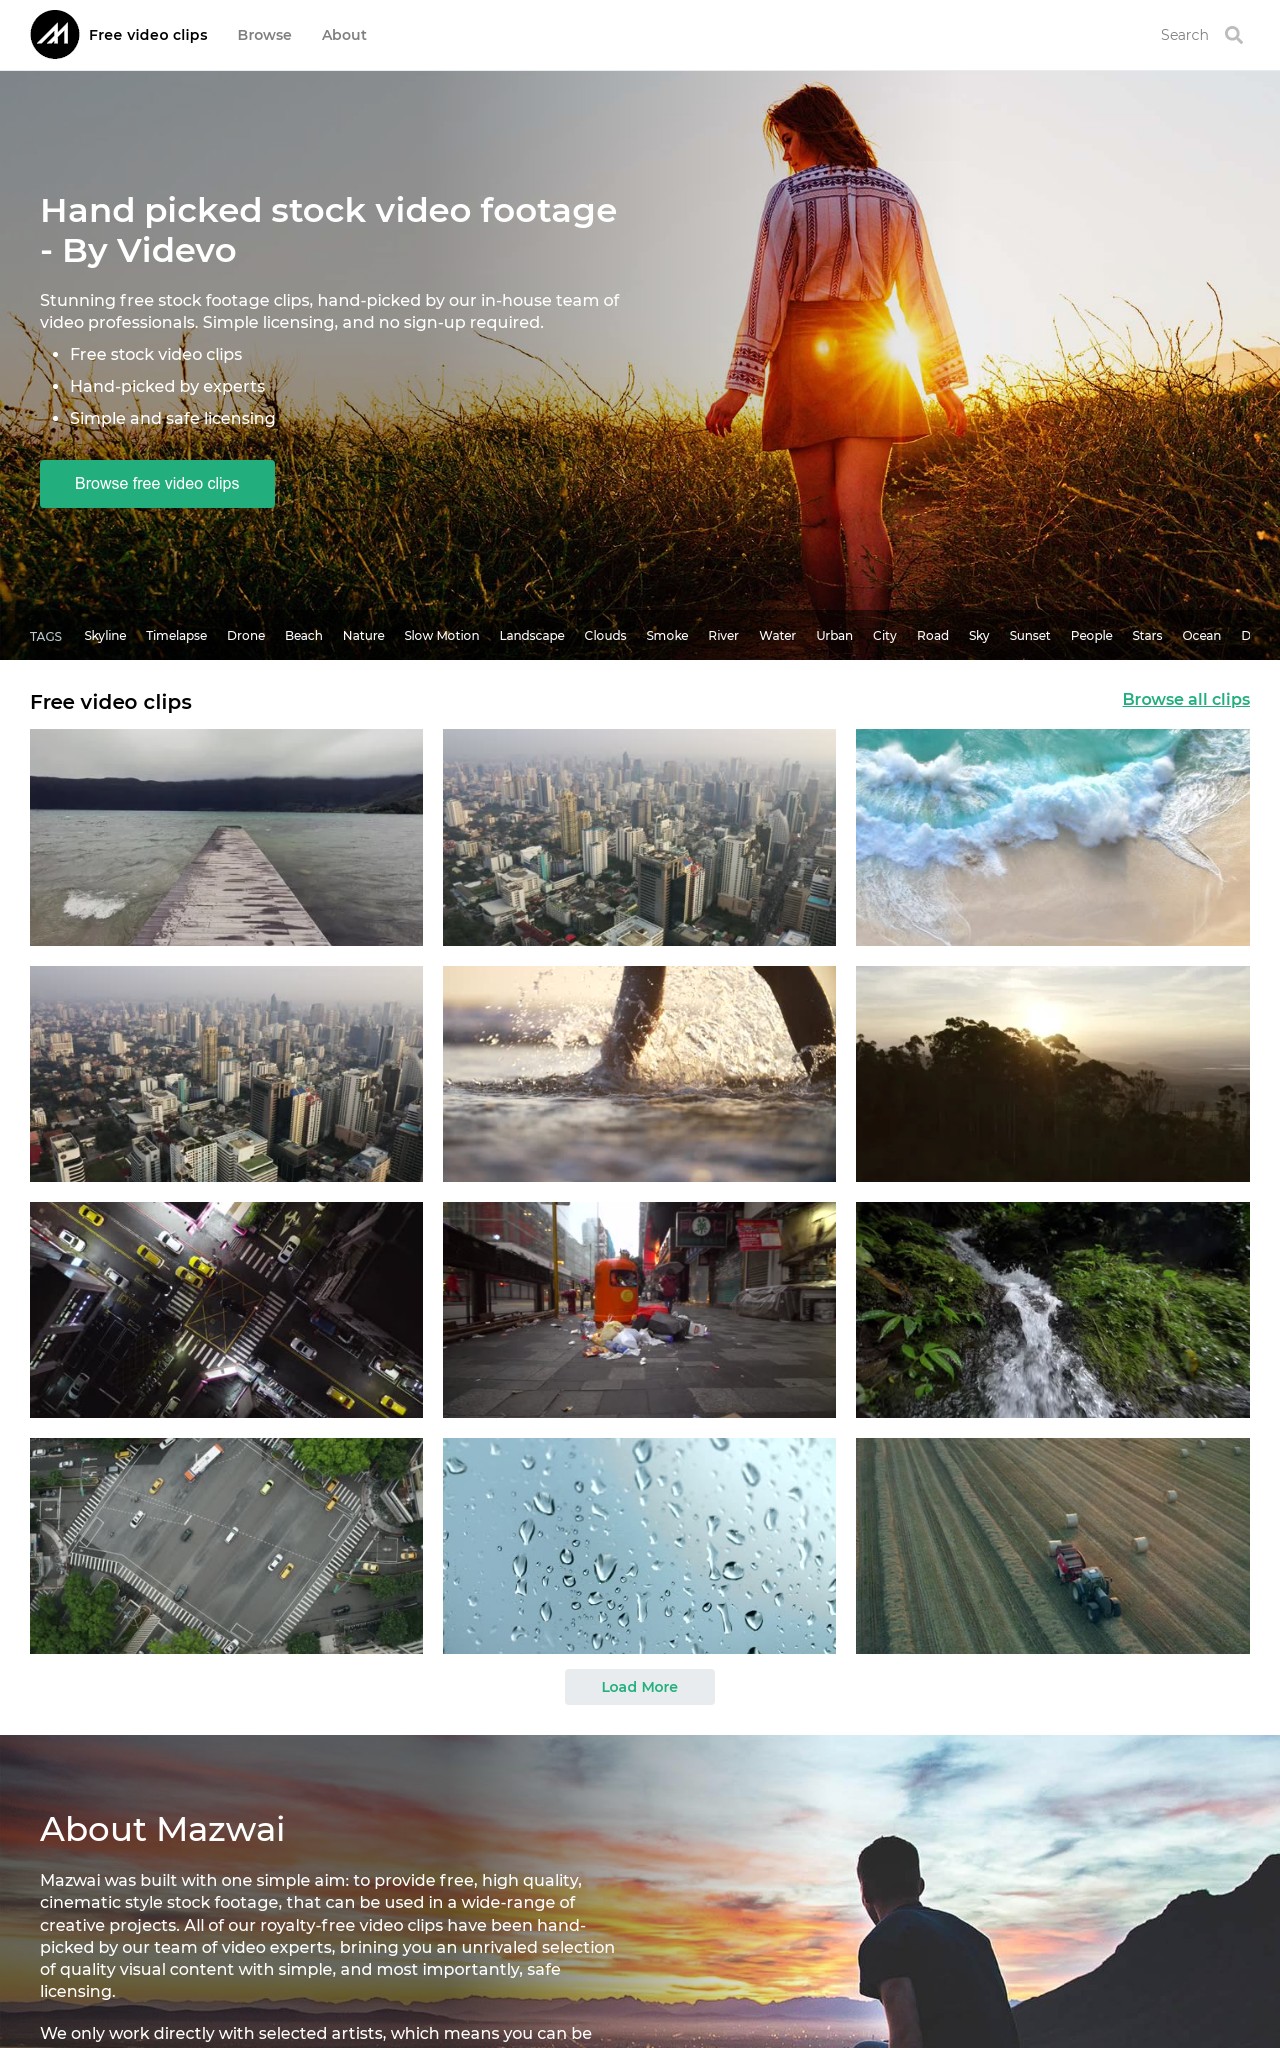 Free video clips
Browse
About
Search
Hand picked stock video footage
- By Videvo
Stunning free stock footage clips, hand-picked by our in-house team of
video professionals. Simple licensing, and no sign-up required.
• Free stock video clips
• Hand-picked by experts
• Simple and safe licensing
Browse free video clips
TAGS Skyline Timelapse Drone Beach Nature Slow Motion Landscape Clouds Smoke River Water Urban City Road Sky Sunset People Stars Ocean D
Free video clips
Browse all clips
Load More
About Mazwai
Mazwai was built with one simple aim: to provide free, high quality,
cinematic style stock footage, that can be used in a wide-range of
creative projects. All of our royalty-free video clips have been hand-
picked by our team of video experts, brining you an unrivaled selection
of quality visual content with simple, and most importantly, safe
licensing.
We only work directly with selected artists, which means you can be